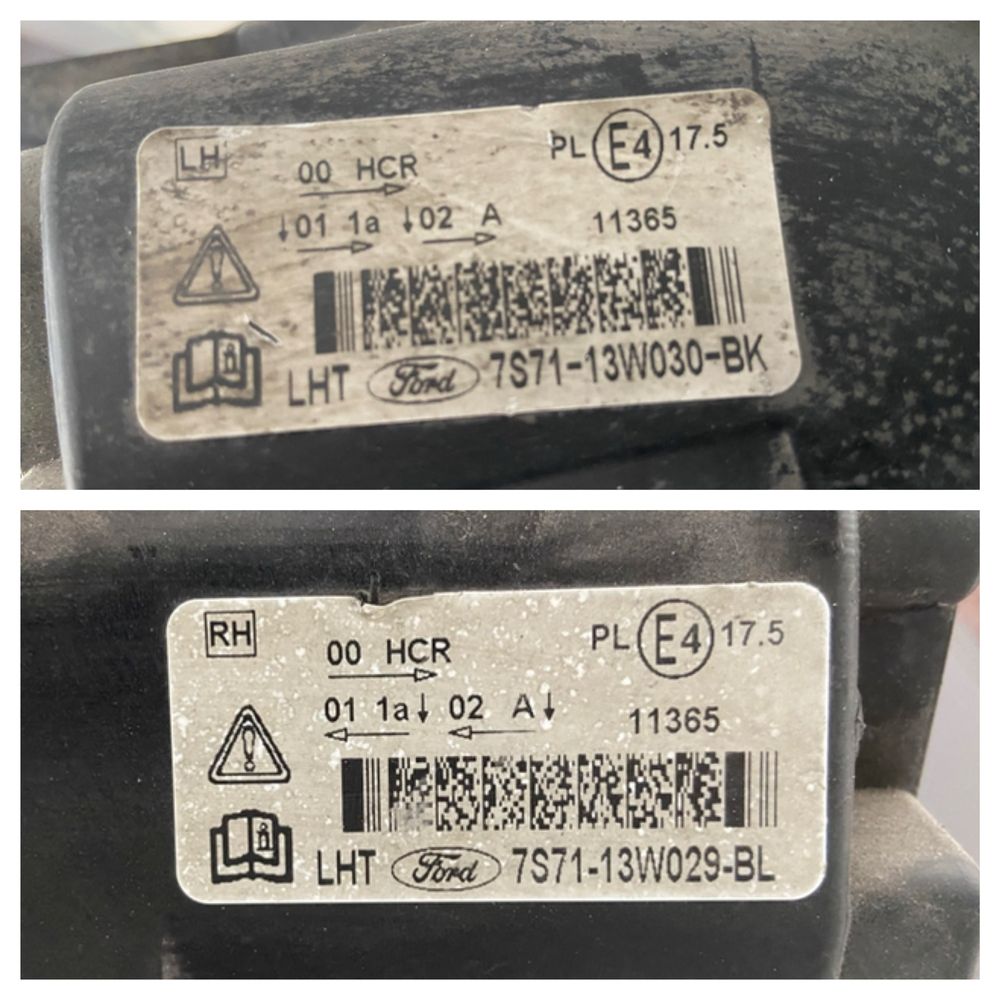 LH
00 HCR
PL E4 17.5
↓01 1a ↓02 A
11365
LHT Ford 7S71-13W030-BK
RH
00 HCR
PL E4 17.5
01 1a↓ 02 A↓
11365
LHT Ford 7S71-13W029-BL